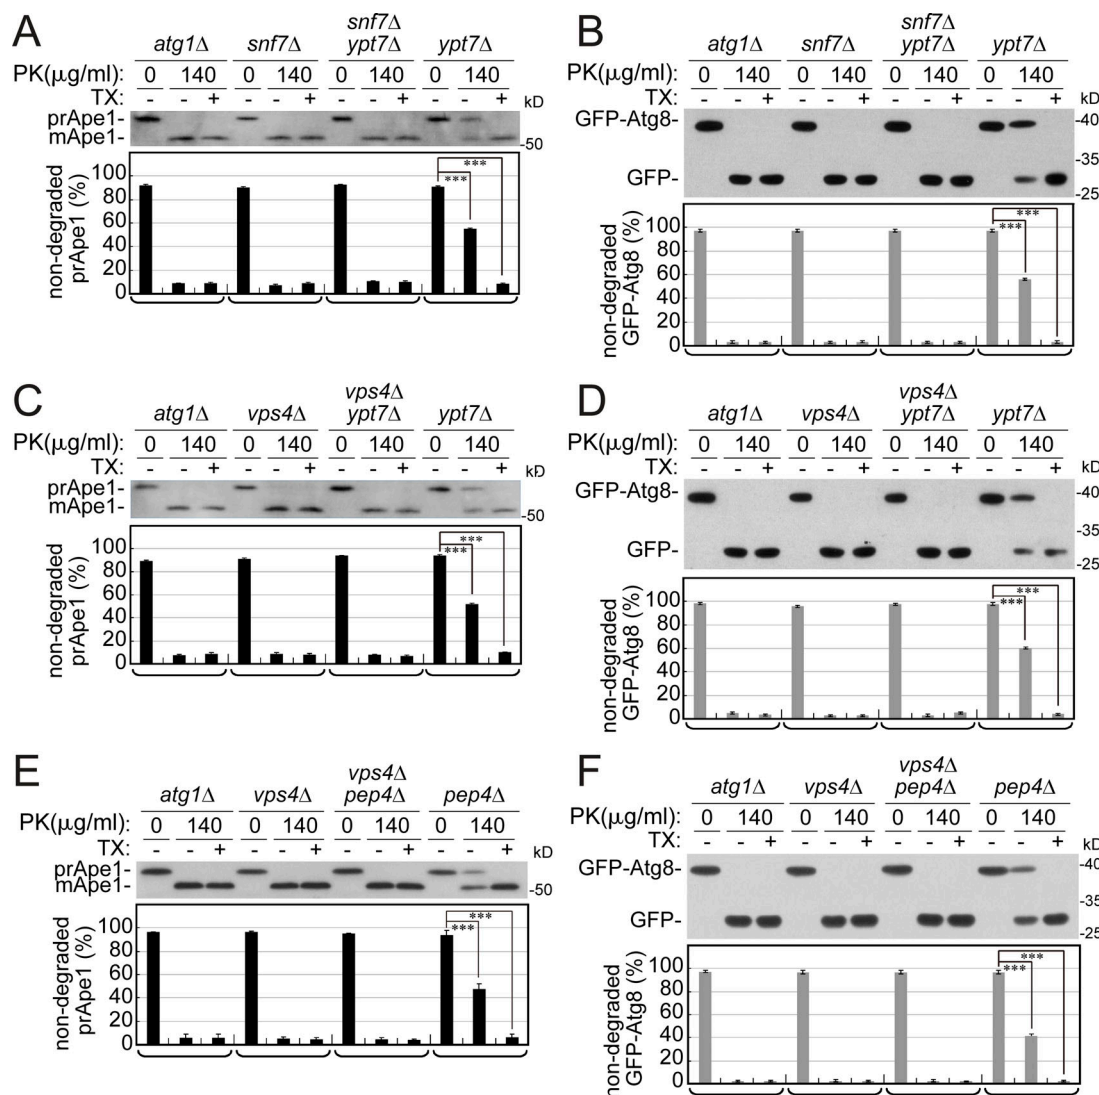 A
snf7Δ
atg1Δ snf7Δ ypt7Δ ypt7Δ
PK(μg/ml): 0 140 0 140 0 140 0 140
TX: - - + - - + - - + - - + kD
prApe1-
mApe1- -50
non-degraded prApe1 (%)
100
80
60
40
20
0
*** ***
B
snf7Δ
atg1Δ snf7Δ ypt7Δ ypt7Δ
PK(μg/ml): 0 140 0 140 0 140 0 140
TX: - - + - - + - - + - - + kD
GFP-Atg8- -40
-35
GFP- -25
non-degraded GFP-Atg8 (%)
100
80
60
40
20
0
*** ***
C
vps4Δ
atg1Δ vps4Δ ypt7Δ ypt7Δ
PK(μg/ml): 0 140 0 140 0 140 0 140
TX: - - + - - + - - + - - + kD
prApe1-
mApe1- -50
non-degraded prApe1 (%)
100
80
60
40
20
0
*** ***
D
vps4Δ
atg1Δ vps4Δ ypt7Δ ypt7Δ
PK(μg/ml): 0 140 0 140 0 140 0 140
TX: - - + - - + - - + - - + kD
GFP-Atg8- -40
-35
GFP- -25
non-degraded GFP-Atg8 (%)
100
80
60
40
20
0
*** ***
E
vps4Δ
atg1Δ vps4Δ pep4Δ pep4Δ
PK(μg/ml): 0 140 0 140 0 140 0 140
TX: - - + - - + - - + - - + kD
prApe1-
mApe1- -50
non-degraded prApe1 (%)
100
80
60
40
20
0
*** ***
F
vps4Δ
atg1Δ vps4Δ pep4Δ pep4Δ
PK(μg/ml): 0 140 0 140 0 140 0 140
TX: - - + - - + - - + - - + kD
GFP-Atg8- -40
-35
GFP- -25
non-degraded GFP-Atg8 (%)
100
80
60
40
20
0
*** ***